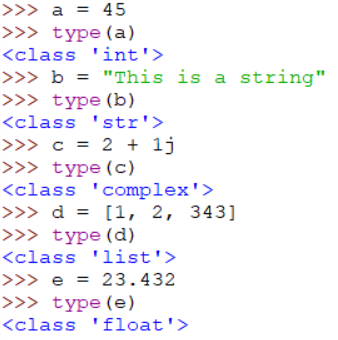 >>> a = 45
>>> type(a)
<class 'int'>
>>> b = "This is a string"
>>> type(b)
<class 'str'>
>>> c = 2 + 1j
>>> type(c)
<class 'complex'>
>>> d = [1, 2, 343]
>>> type(d)
<class 'list'>
>>> e = 23.432
>>> type(e)
<class 'float'>